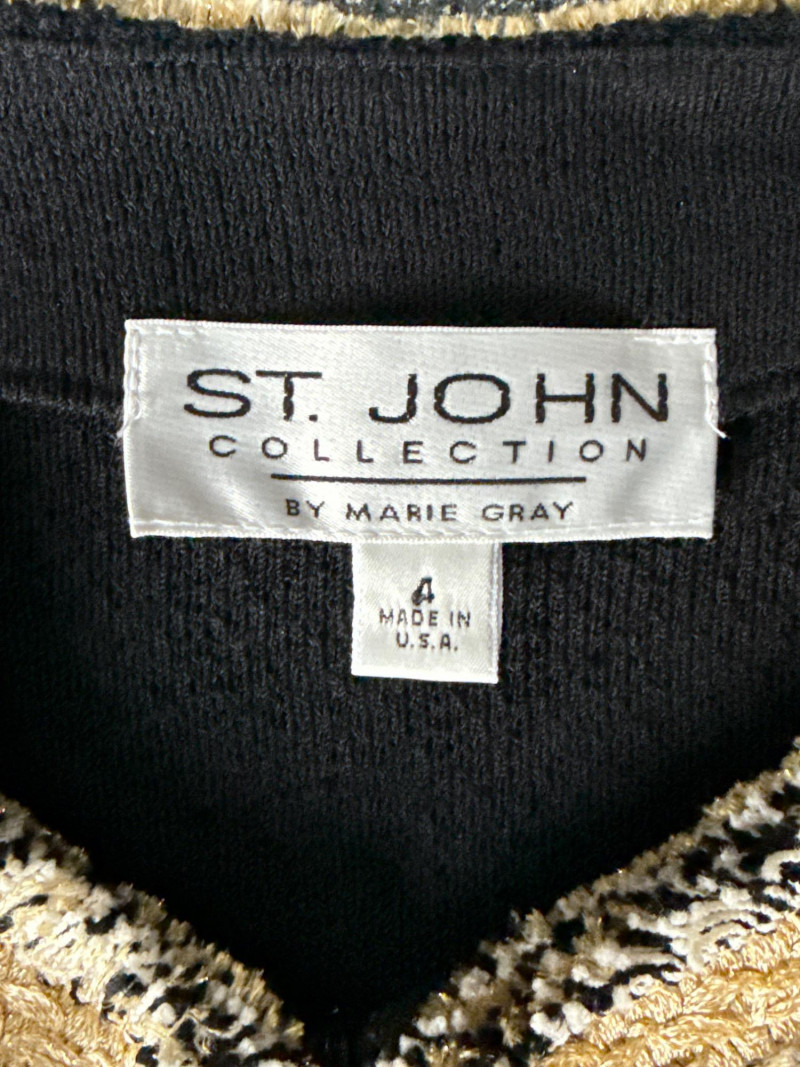 ST. JOHN
COLLECTION
BY MARIE GRAY
4
MADE IN
U.S.A.